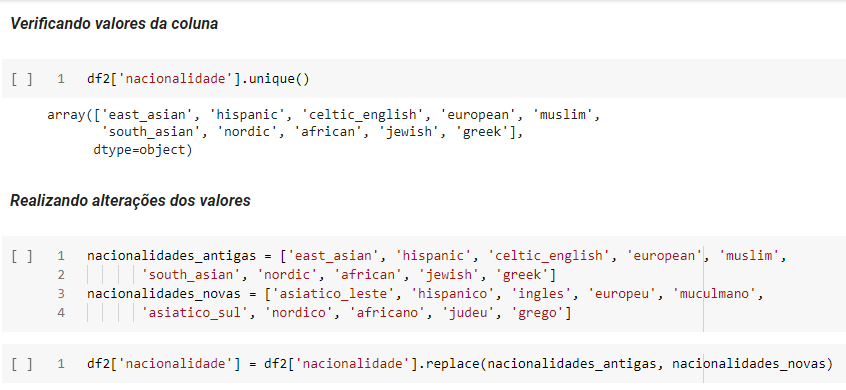 Verificando valores da coluna
[ ] 1 df2['nacionalidade'].unique()
array(['east_asian', 'hispanic', 'celtic_english', 'european', 'muslim',
'south_asian', 'nordic', 'african', 'jewish', 'greek'],
dtype=object)
Realizando alterações dos valores
[ ] 1 nacionalidades_antigas = ['east_asian', 'hispanic', 'celtic_english', 'european', 'muslim',
2 'south_asian', 'nordic', 'african', 'jewish', 'greek']
3 nacionalidades_novas = ['asiatico_leste', 'hispanico', 'ingles', 'europeu', 'muculmano',
4 'asiatico_sul', 'nordico', 'africano', 'judeu', 'grego']
[ ] 1 df2['nacionalidade'] = df2['nacionalidade'].replace(nacionalidades_antigas, nacionalidades_novas)